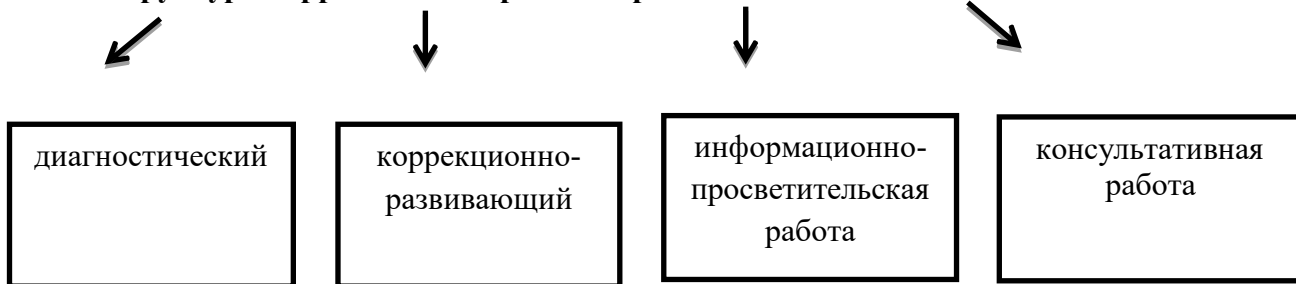 диагностический
коррекционно-
развивающий
информационно-
просветительская
работа
консультативная
работа